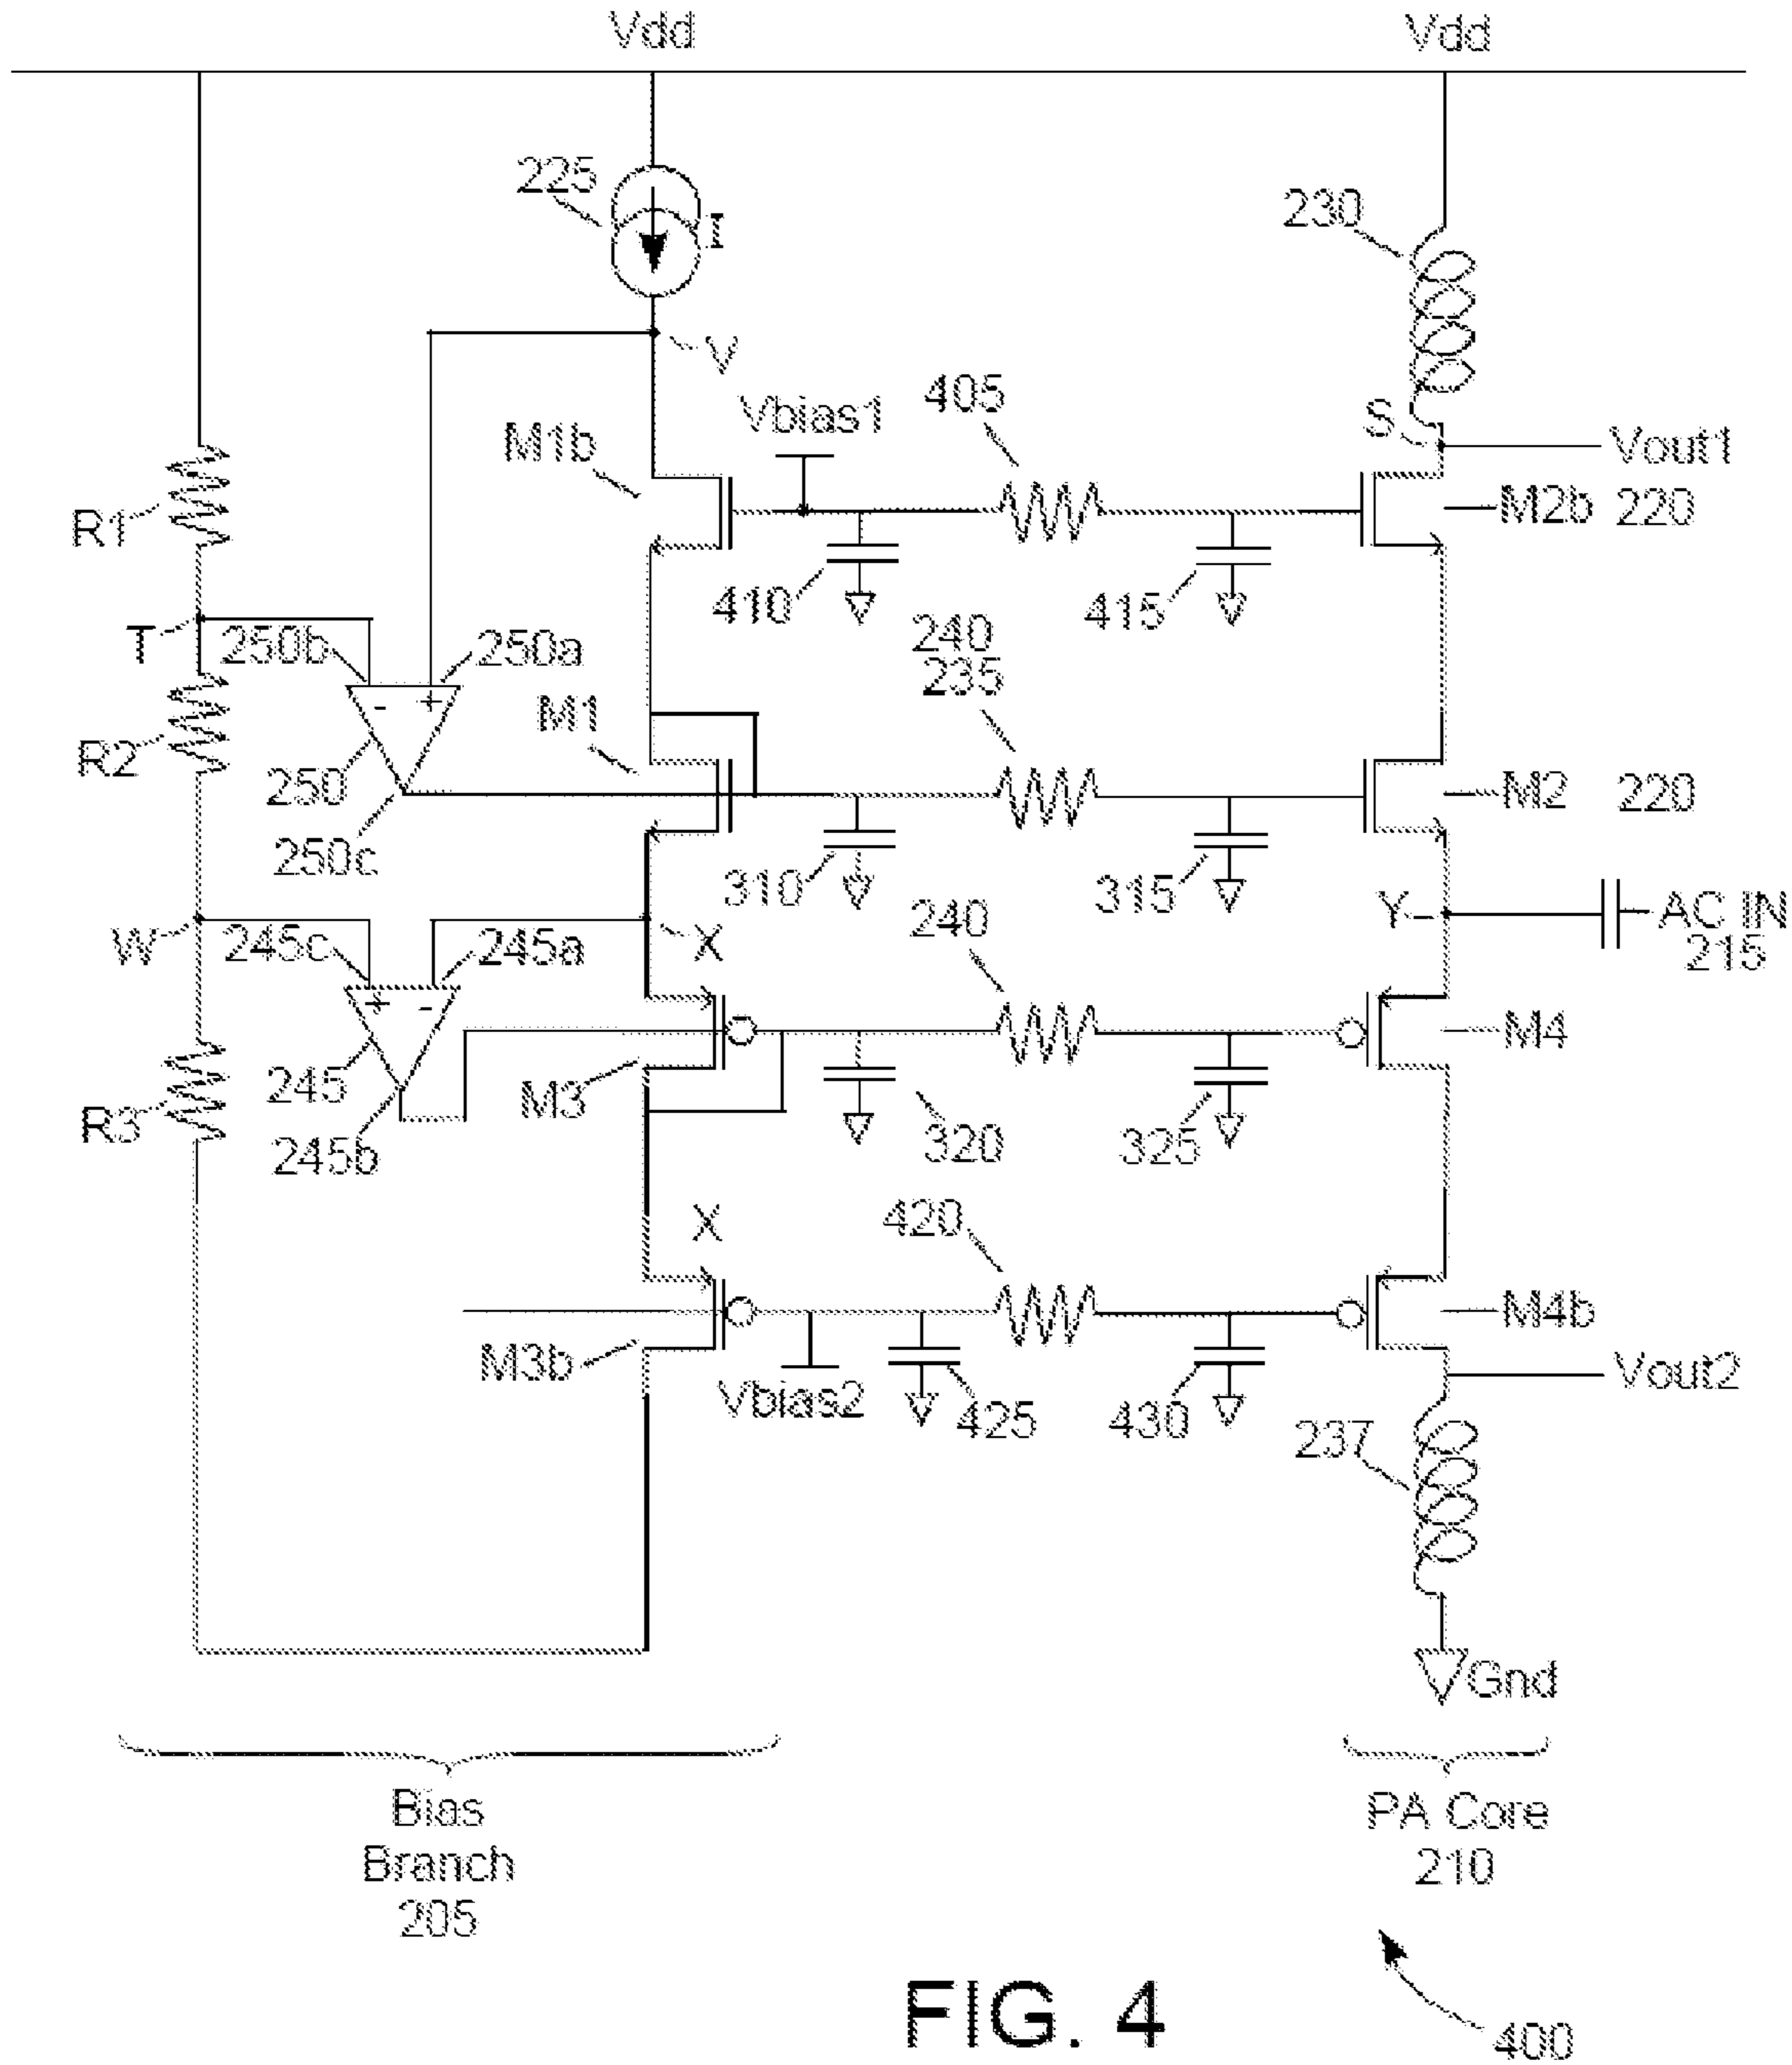 Vdd Vdd
225
I
230
V
405
Vbias1
S
Vout1
M1b
M2b 220
R1
410
415
T
250b
250a
240
235
M1
R2
250
M2 220
250c
310
315
Y
AC IN
215
W
245c
245a
X
240
- +
+ -
M4
245
M3
R3
245b
320
325
X
420
M4b
M3b
Vbias2
425
430
Vout2
237
Gnd
Bias
Branch
205
PA Core
210
FIG. 4
400